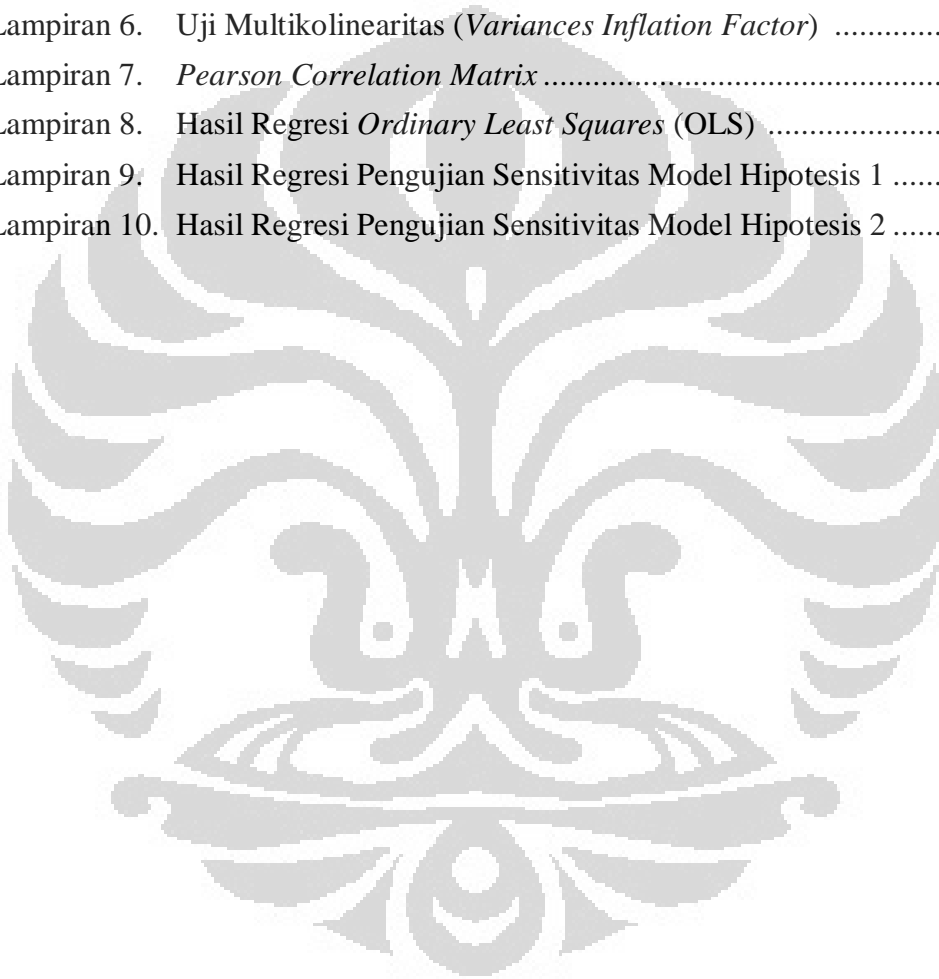 Lampiran 6. Uji Multikolinearitas (Variances Inflation Factor) .............
Lampiran 7. Pearson Correlation Matrix.............................................
Lampiran 8. Hasil Regresi Ordinary Least Squares (OLS) ...................
Lampiran 9. Hasil Regresi Pengujian Sensitivitas Model Hipotesis 1 ......
Lampiran 10. Hasil Regresi Pengujian Sensitivitas Model Hipotesis 2 ......